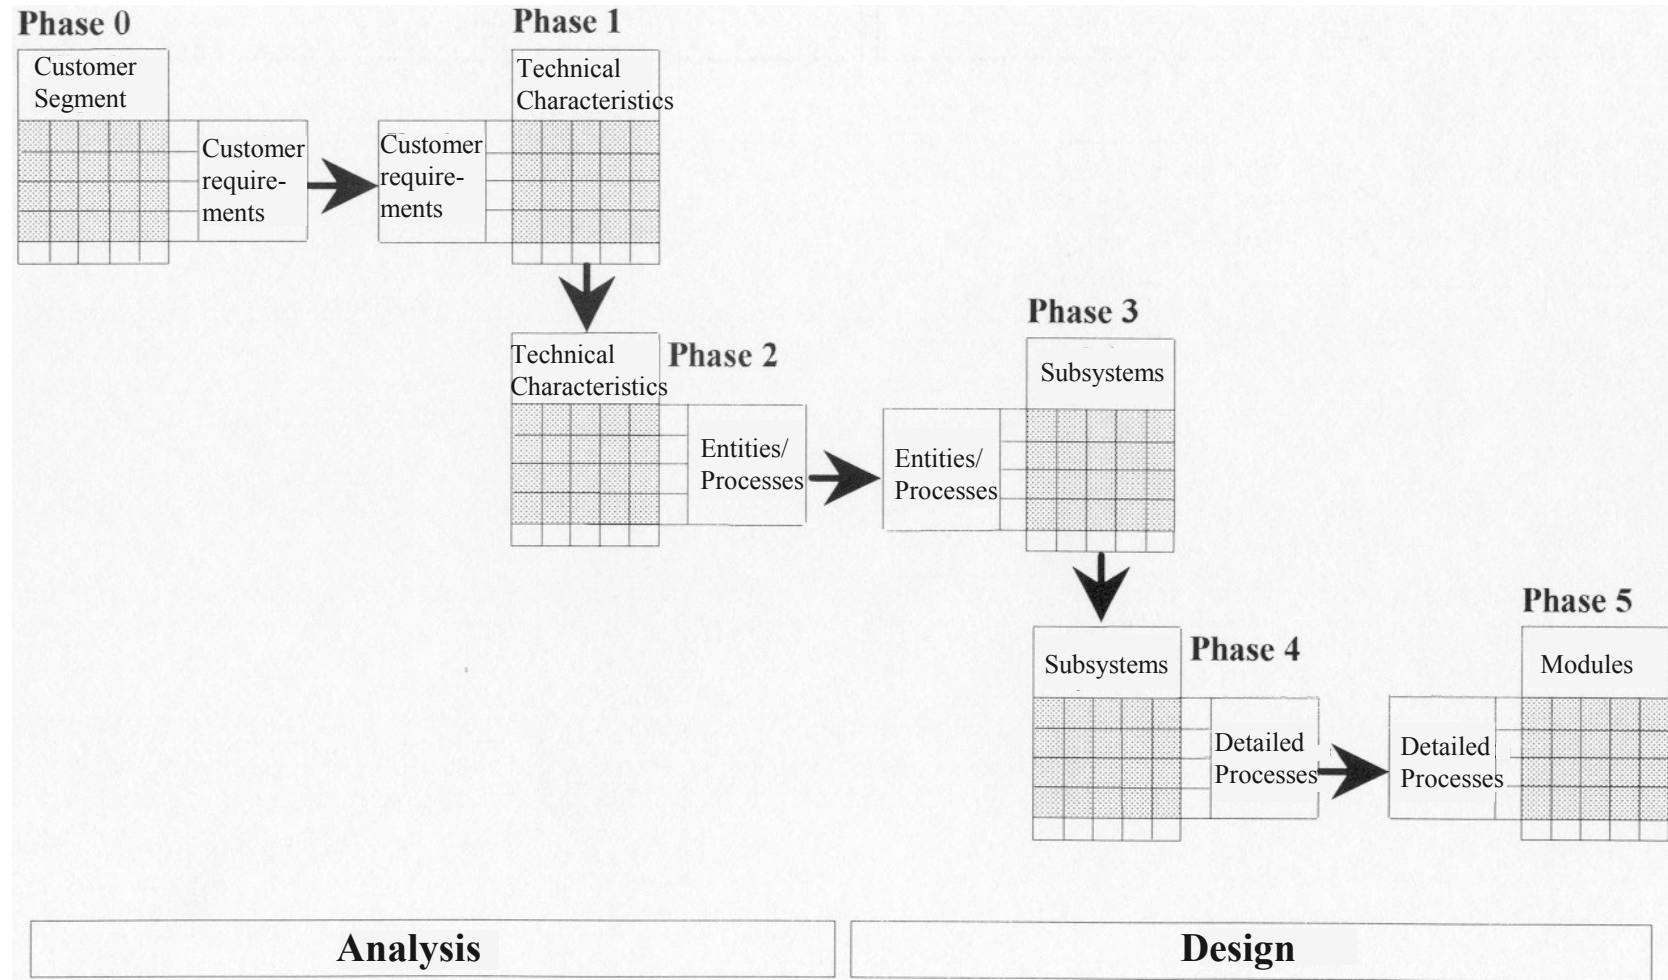 Phase 0
Customer
Segment
Customer
require-
ments
Phase 1
Technical
Characteristics
Customer
require-
ments
Technical
Characteristics
Phase 2
Entities/
Processes
Phase 3
Subsystems
Entities/
Processes
Subsystems
Phase 4
Detailed
Processes
Phase 5
Modules
Detailed
Processes
Analysis
Design